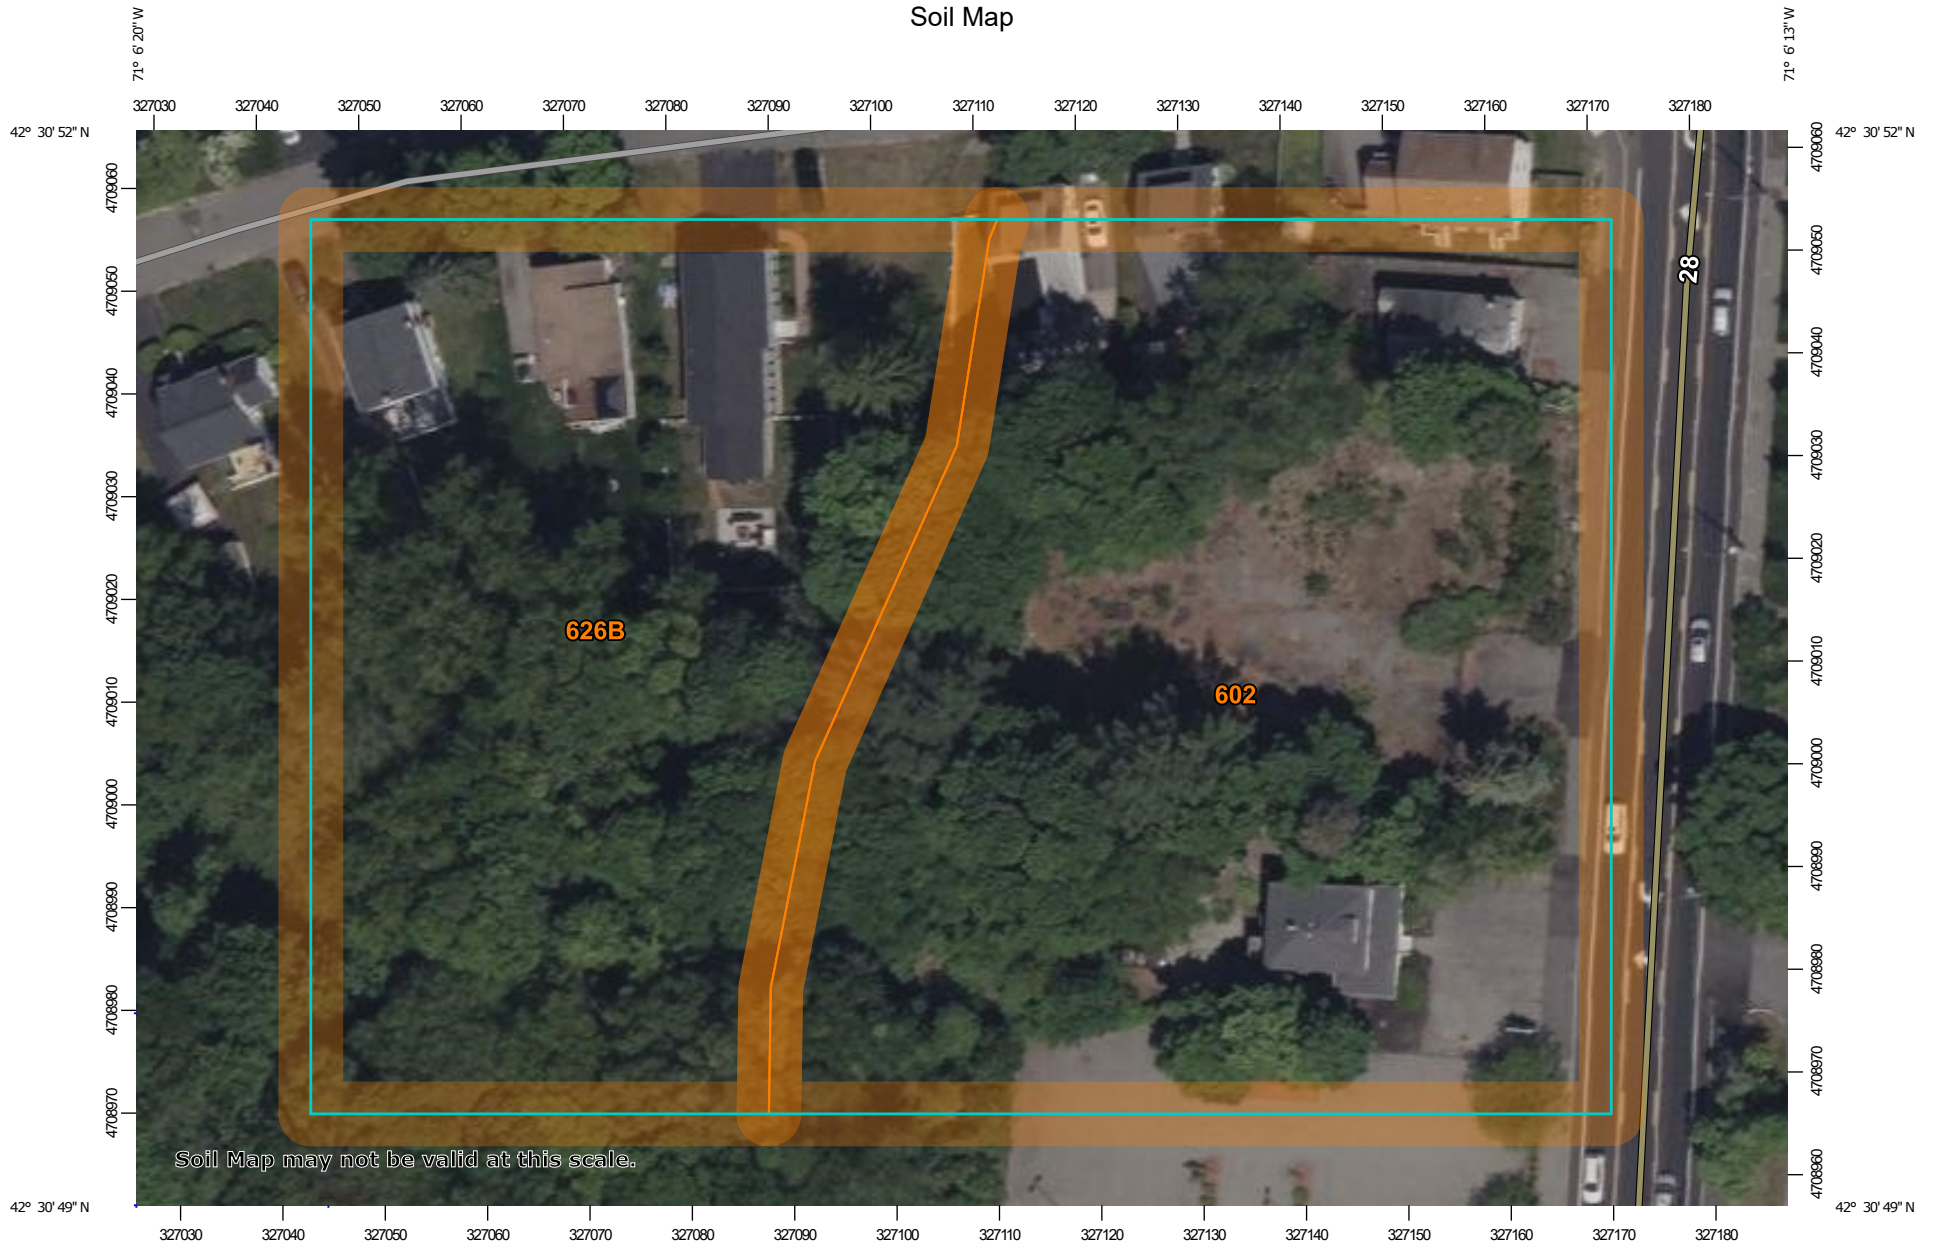 Soil Map
71° 6' 20" W
71° 6' 13" W
327030 327040 327050 327060 327070 327080 327090 327100 327110 327120 327130 327140 327150 327160 327170 327180
42° 30' 52" N
42° 30' 52" N
4709060
4709050
4709040
4709030
4709020
4709010
4709000
4708990
4708980
4708970
4709060
4709050
4709040
4709030
4709020
4709010
4709000
4708990
4708980
4708970
4708960
28
626B
602
Soil Map may not be valid at this scale.
42° 30' 49" N
42° 30' 49" N
327030 327040 327050 327060 327070 327080 327090 327100 327110 327120 327130 327140 327150 327160 327170 327180